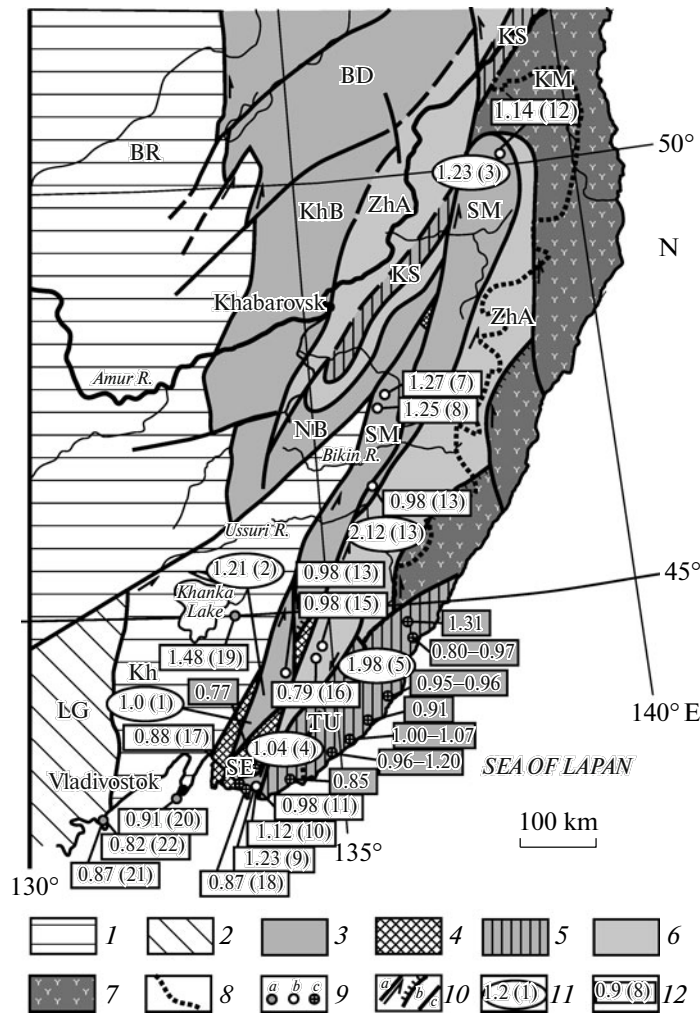 KS
BD
KM
1.14 (12)
BR
50°
1.23 (3)
ZhA
KhB
SM
N
KS
Khabarovsk
ZhA
Amur R.
1.27 (7)
1.25 (8)
NB
SM
Bikin R.
0.98 (13)
Ussuri R.
2.12 (13)
1.21 (2)
0.98 (13)
45°
Khanka
Lake
0.98 (15)
1.31
1.48 (19)
0.80–0.97
Kh
1.98 (5)
0.77
0.95–0.96
1.0 (1)
0.79 (16)
LG
0.91
140° E
0.88 (17)
TU
1.00–1.07
1.04 (4)
0.96–1.20
SE
SEA OF LAPAN
Vladivostok
0.85
0.91 (20)
0.98 (11)
100 km
0.82 (22)
1.12 (10)
135°
1.23 (9)
0.87 (21)
0.87 (18)
130°
1 2 3 4 5 6
7 8 a b c 9 a b c 10 1.2 (1) 11 0.9 (8) 12